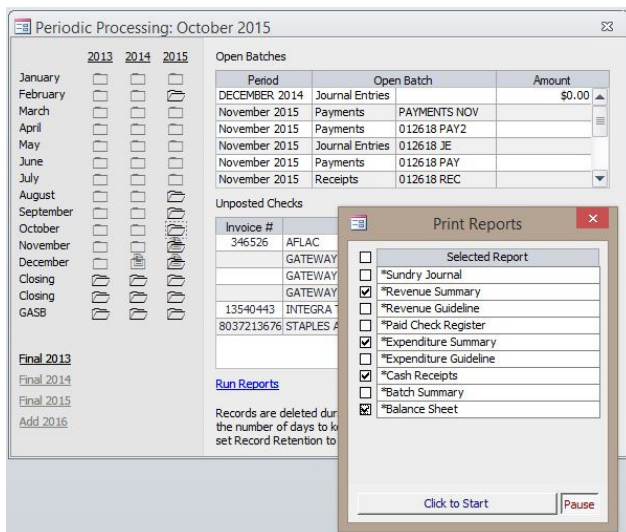 Periodic Processing: October 2015
2013 2014 2015
January
February
March
April
May
June
July
August
September
October
November
December
Closing
Closing
GASB
Final 2013
Final 2014
Final 2015
Add 2016
Open Batches
Period Open Batch Amount
DECEMBER 2014 Journal Entries $0.00
November 2015 Payments PAYMENTS NOV
November 2015 Payments 012618 PAY2
November 2015 Journal Entries 012618 JE
November 2015 Payments 012618 PAY
November 2015 Receipts 012618 REC
Unposted Checks
Invoice #
346526 AFLAC
GATEWAY
GATEWAY
GATEWAY
13540443 INTEGRA
8037213676 STAPLES A
Run Reports
Records are deleted dur
the number of days to k
set Record Retention to
Print Reports
Selected Report
*Sundry Journal
*Revenue Summary
*Revenue Guideline
*Paid Check Register
*Expenditure Summary
*Expenditure Guideline
*Cash Receipts
*Batch Summary
*Balance Sheet
Click to Start Pause